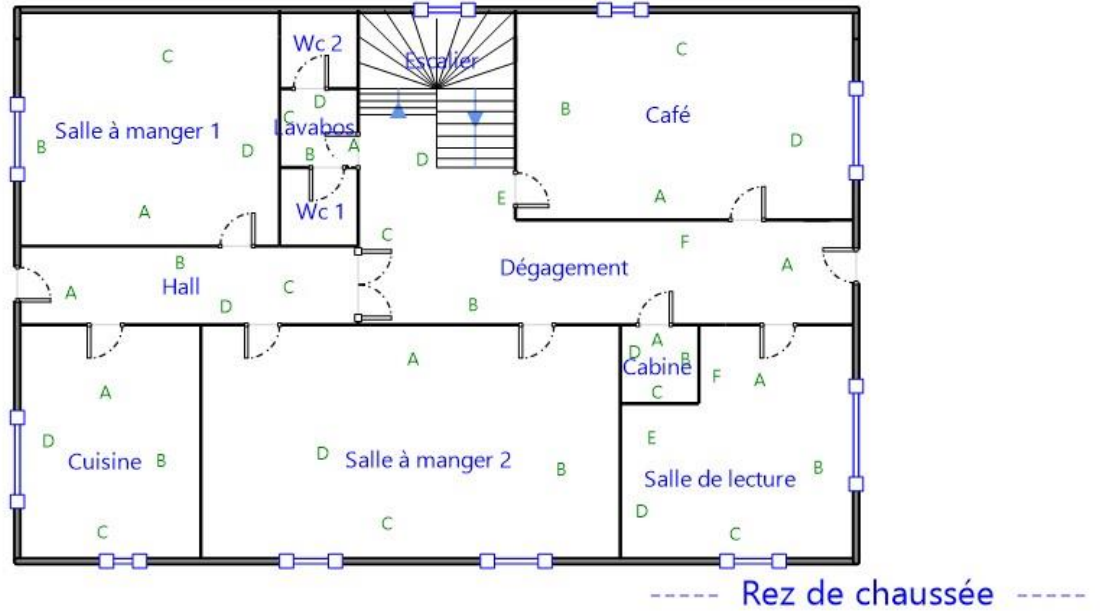 Wc 2
C
Escalier
C
D
C
B
Salle à manger 1
Lavabos
Café
B
D
B
A
D
D
A
Wc 1
E
A
C
F
B
Dégagement
A
Hall
A
C
D
B
A
D
A
B
Cabine
F
A
A
C
D
Cuisine
B
D
Salle à manger 2
B
E
Salle de lecture
B
C
C
D
C
Rez de chaussée